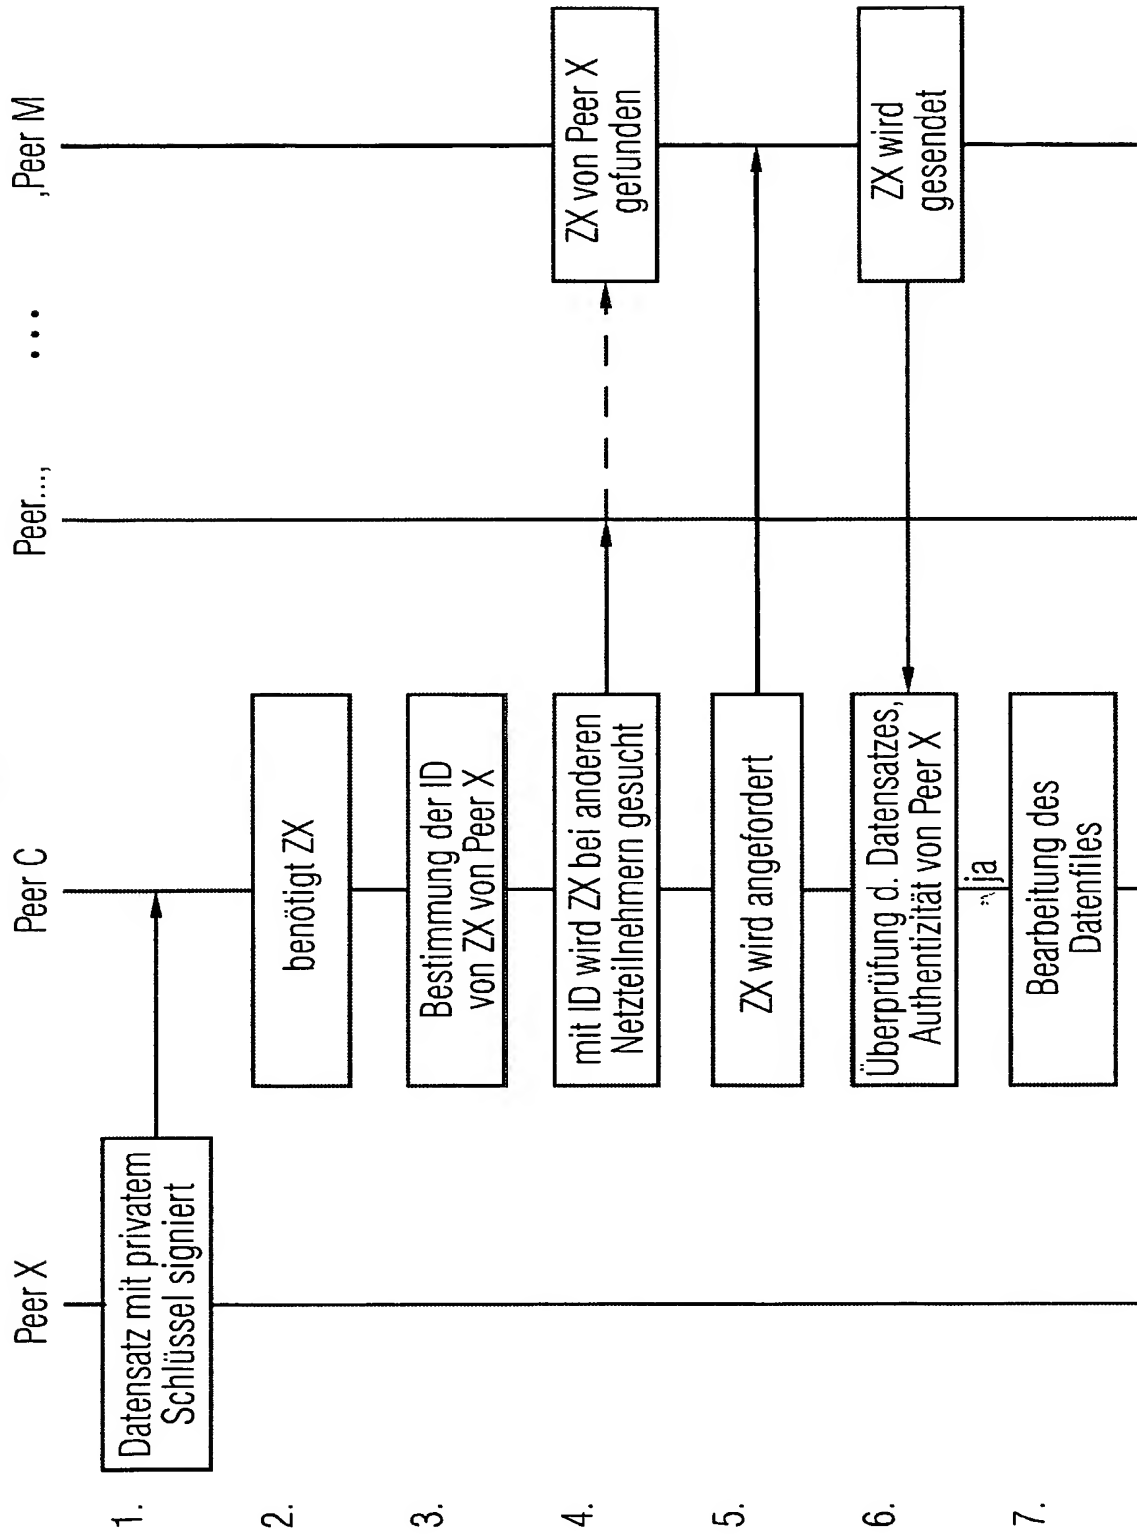 Peer X
Peer C
Peer...,
...
,Peer M
1.
Datensatz mit privatem
Schlüssel signiert
2.
benötigt ZX
3.
Bestimmung der ID
von ZX von Peer X
4.
mit ID wird ZX bei anderen
Netzteilnehmern gesucht
ZX von Peer X
gefunden
5.
ZX wird angefordert
6.
Überprüfung d. Datensatzes,
Authentizität von Peer X
ZX wird
gesendet
ja
7.
Bearbeitung des
Datenfiles